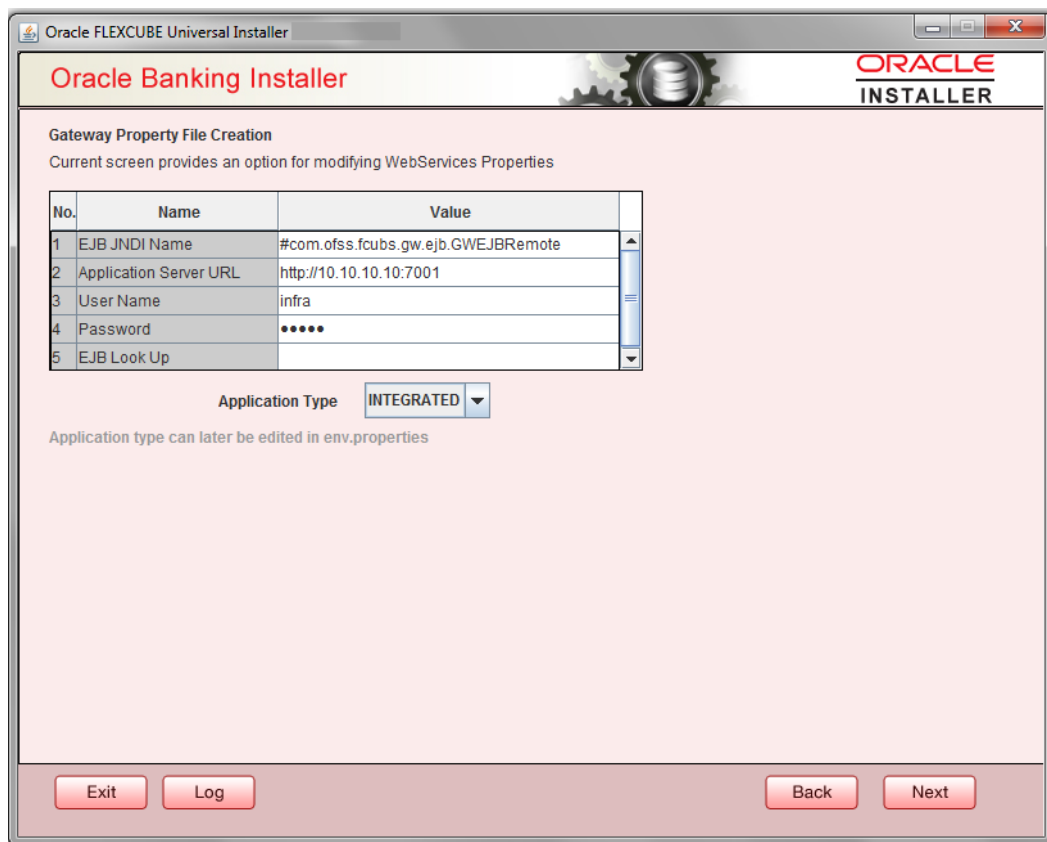 Oracle FLEXCUBE Universal Installer
Oracle Banking Installer
ORACLE
INSTALLER
Gateway Property File Creation
Current screen provides an option for modifying WebServices Properties
No. Name Value
1 EJB JNDI Name #com.ofss.fcubs.gw.ejb.GWEJBRemote
2 Application Server URL http://10.10.10.10:7001
3 User Name infra
4 Password •••••
5 EJB Look Up
Application Type INTEGRATED
Application type can later be edited in env.properties
Exit Log Back Next